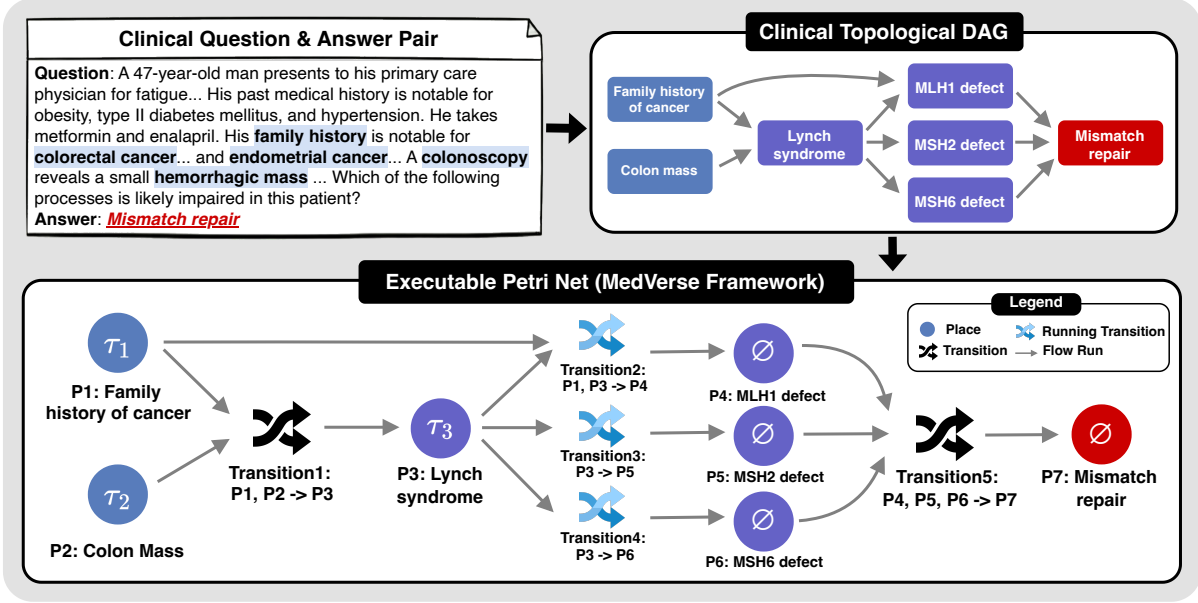 Clinical Question & Answer Pair
Question: A 47-year-old man presents to his primary care
physician for fatigue... His past medical history is notable for
obesity, type II diabetes mellitus, and hypertension. He takes
metformin and enalapril. His family history is notable for
colorectal cancer... and endometrial cancer... A colonoscopy
reveals a small hemorrhagic mass ... Which of the following
processes is likely impaired in this patient?
Answer: Mismatch repair
Clinical Topological DAG
Family history
of cancer
Colon mass
Lynch
syndrome
MLH1 defect
MSH2 defect
MSH6 defect
Mismatch
repair
Executable Petri Net (MedVerse Framework)
Legend
Place
Running Transition
Transition
Flow Run
τ1
P1: Family
history of cancer
τ2
P2: Colon Mass
Transition1:
P1, P2 -> P3
τ3
P3: Lynch
syndrome
Transition2:
P1, P3 -> P4
Transition3:
P3 -> P5
Transition4:
P3 -> P6
∅
P4: MLH1 defect
∅
P5: MSH2 defect
∅
P6: MSH6 defect
Transition5:
P4, P5, P6 -> P7
∅
P7: Mismatch
repair